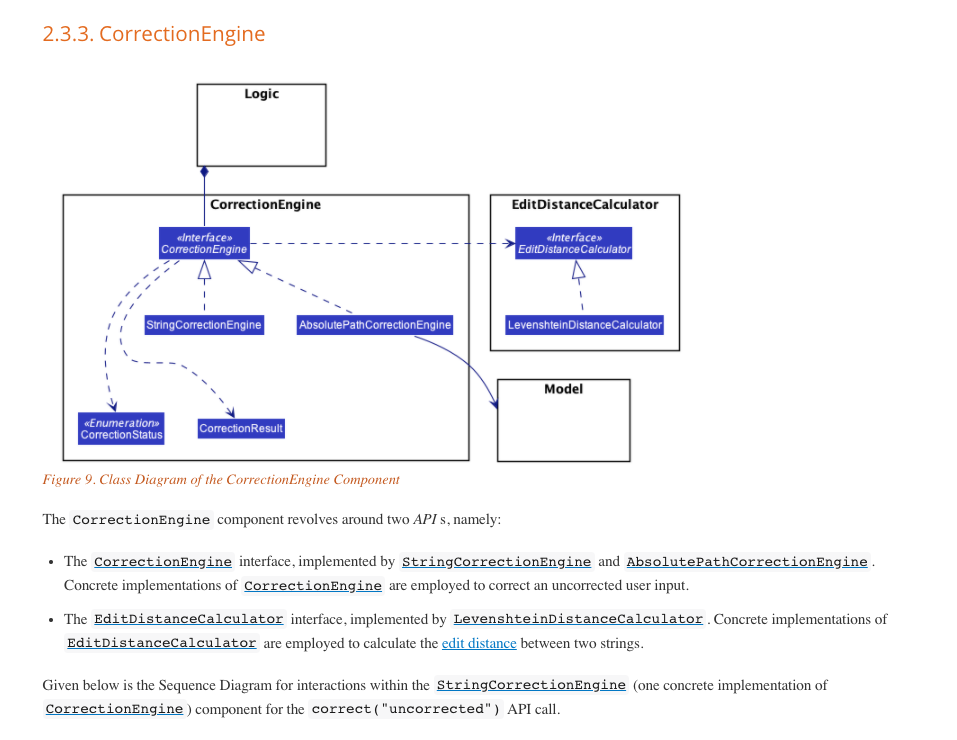 2.3.3. CorrectionEngine
Logic
CorrectionEngine
EditDistanceCalculator
«Interface»
CorrectionEngine
«Interface»
EditDistanceCalculator
StringCorrectionEngine
AbsolutePathCorrectionEngine
LevenshteinDistanceCalculator
Model
«Enumeration»
CorrectionStatus
CorrectionResult
Figure 9. Class Diagram of the CorrectionEngine Component
The CorrectionEngine component revolves around two API s, namely:
• The CorrectionEngine interface, implemented by StringCorrectionEngine and AbsolutePathCorrectionEngine .
Concrete implementations of CorrectionEngine are employed to correct an uncorrected user input.
• The EditDistanceCalculator interface, implemented by LevenshteinDistanceCalculator . Concrete implementations of
EditDistanceCalculator are employed to calculate the edit distance between two strings.
Given below is the Sequence Diagram for interactions within the StringCorrectionEngine (one concrete implementation of
CorrectionEngine ) component for the correct("uncorrected") API call.